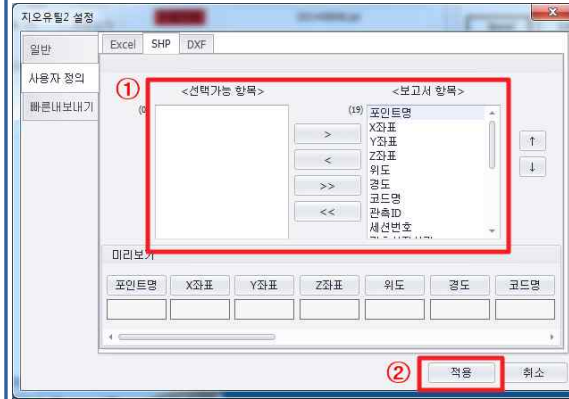 지오유틸2 설정
일반
사용자 정의
빠른내보내기
Excel SHP DXF
①
<선택가능 항목> <보고서 항목>
(0
(19)
포인트명
X좌표
Y좌표
Z좌표
위도
경도
코드명
관측ID
세션번호
>
<
>>
<<
↑
↓
미리보기
포인트명 X좌표 Y좌표 Z좌표 위도 경도 코드명
② 적용 취소